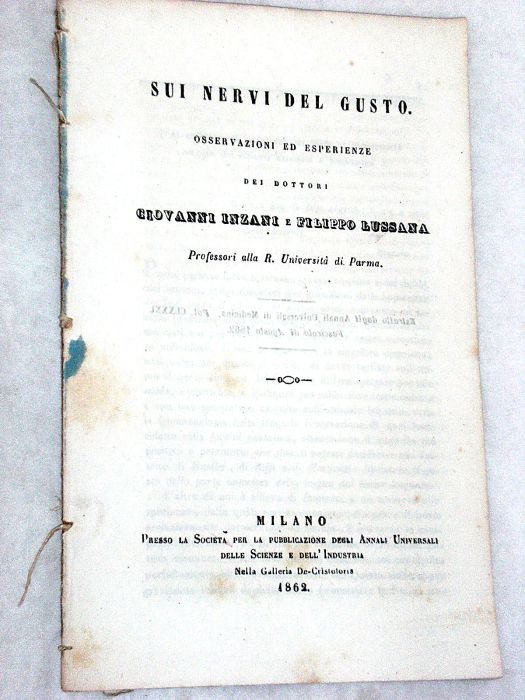 SUI NERVI DEL GUSTO.
OSSERVAZIONI ED ESPERIENZE
DEI DOTTORI
GIOVANNI INZANI E FILIPPO LUSSANA
Professori alla R. Università di Parma.
Estratto dagli Annali Universali di Medicina, Vol. CLXXXI.
Fascicolo di Agosto 1862.
MILANO
PRESSO LA SOCIETÀ PER LA PUBBLICAZIONE DEGLI ANNALI UNIVERSALI
DELLE SCIENZE E DELL'INDUSTRIA
Nella Galleria De-Cristoforis
1862.